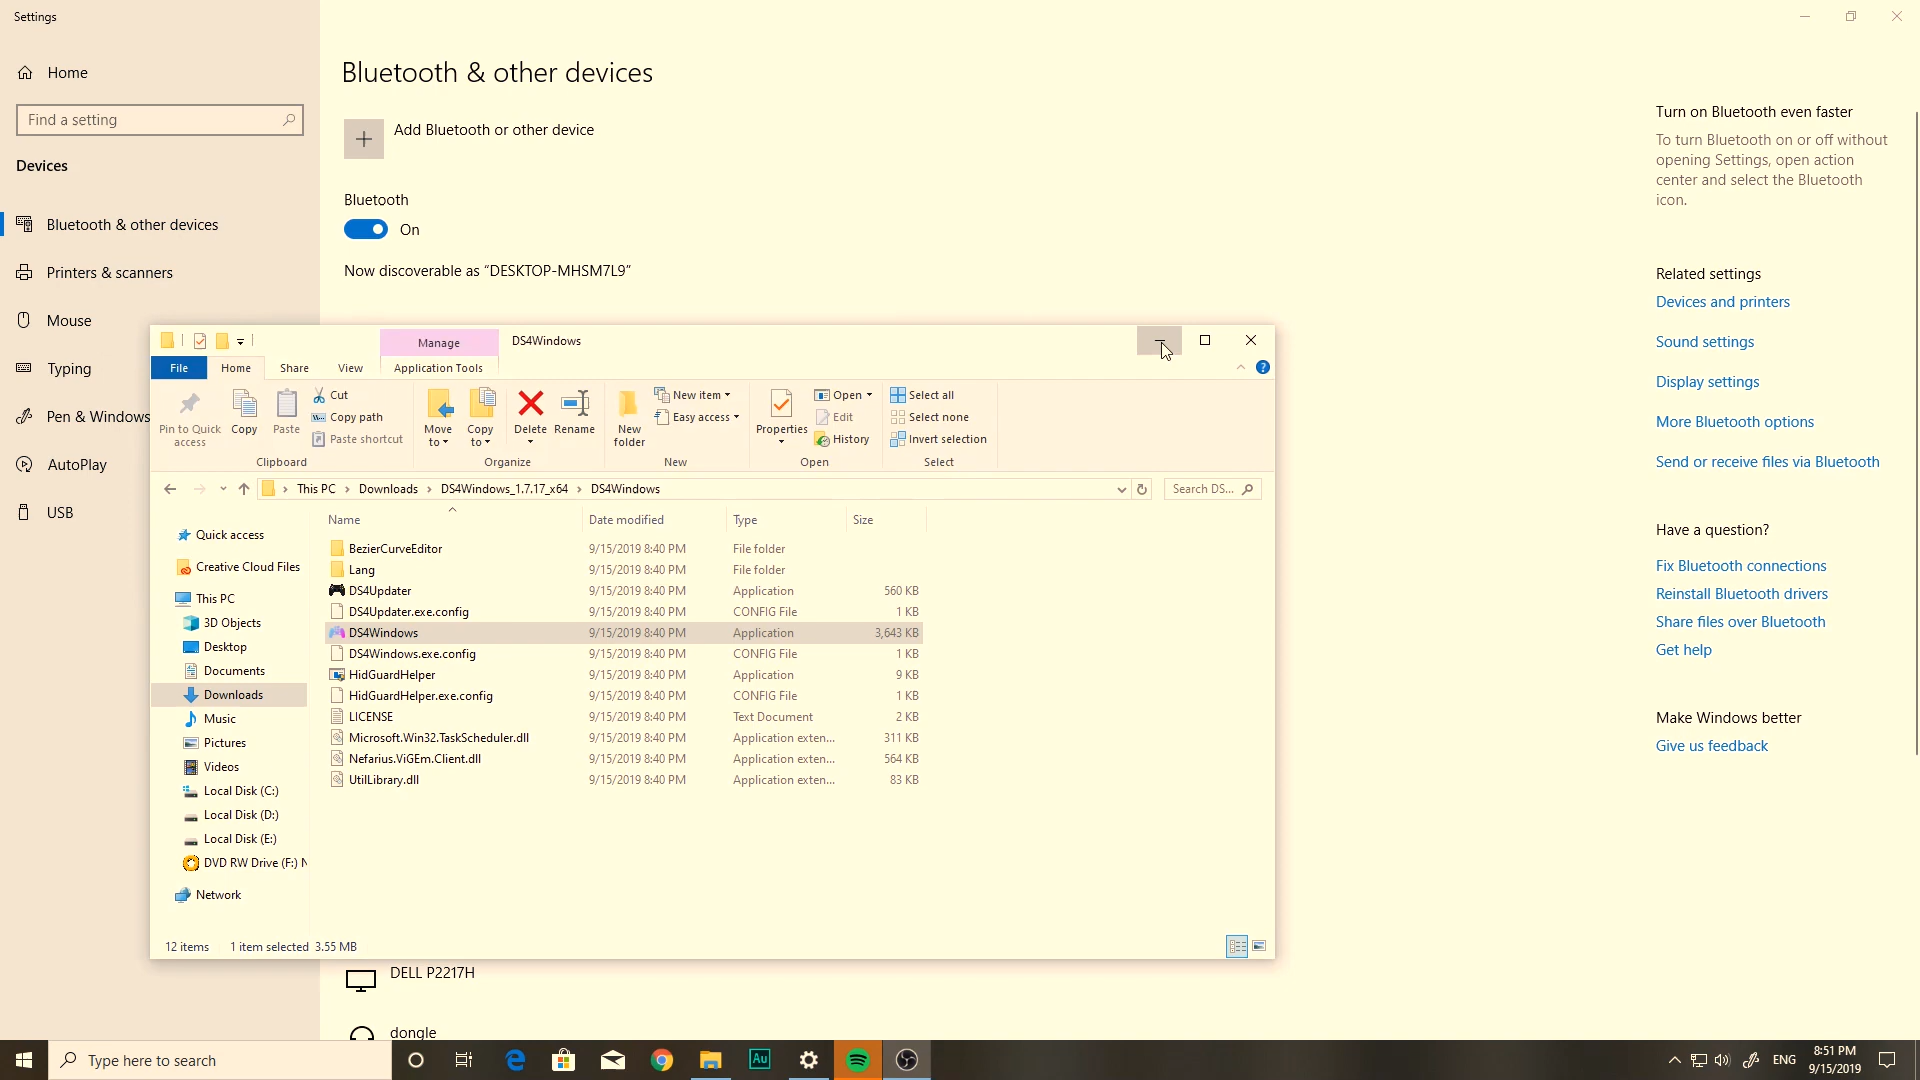 Settings
Home
Find a setting
Devices
Bluetooth & other devices
Printers & scanners
Mouse
Typing
Pen & Windows
AutoPlay
USB
Bluetooth & other devices
Add Bluetooth or other device
Bluetooth
On
Now discoverable as “DESKTOP-MHSM7L9”
Manage
DS4Windows
File
Home
Share
View
Application Tools
Pin to Quick
access
Copy
Paste
Cut
Copy path
Paste shortcut
Clipboard
Move
to
Copy
to
Delete
Rename
Organize
New
folder
New item
Easy access
New
Properties
Open
Edit
History
Open
Select all
Select none
Invert selection
Select
This PC
Downloads
DS4Windows_1.7.17_x64
DS4Windows
Search DS...
Quick access
Creative Cloud Files
This PC
3D Objects
Desktop
Documents
Downloads
Music
Pictures
Videos
Local Disk (C:)
Local Disk (D:)
Local Disk (E:)
DVD RW Drive (F:) N
Network
Name Date modified Type Size
BezierCurveEditor 9/15/2019 8:40 PM File folder
Lang 9/15/2019 8:40 PM File folder
DS4Updater 9/15/2019 8:40 PM Application 560 KB
DS4Updater.exe.config 9/15/2019 8:40 PM CONFIG File 1 KB
DS4Windows 9/15/2019 8:40 PM Application 3,643 KB
DS4Windows.exe.config 9/15/2019 8:40 PM CONFIG File 1 KB
HidGuardHelper 9/15/2019 8:40 PM Application 9 KB
HidGuardHelper.exe.config 9/15/2019 8:40 PM CONFIG File 1 KB
LICENSE 9/15/2019 8:40 PM Text Document 2 KB
Microsoft.Win32.TaskScheduler.dll 9/15/2019 8:40 PM Application exten... 311 KB
Nefarius.ViGEm.Client.dll 9/15/2019 8:40 PM Application exten... 564 KB
UtilLibrary.dll 9/15/2019 8:40 PM Application exten... 83 KB
12 items 1 item selected 3.55 MB
DELL P2217H
dongle
Turn on Bluetooth even faster
To turn Bluetooth on or off without
opening Settings, open action
center and select the Bluetooth
icon.
Related settings
Devices and printers
Sound settings
Display settings
More Bluetooth options
Send or receive files via Bluetooth
Have a question?
Fix Bluetooth connections
Reinstall Bluetooth drivers
Share files over Bluetooth
Get help
Make Windows better
Give us feedback
Type here to search
Au
ENG
8:51 PM
9/15/2019